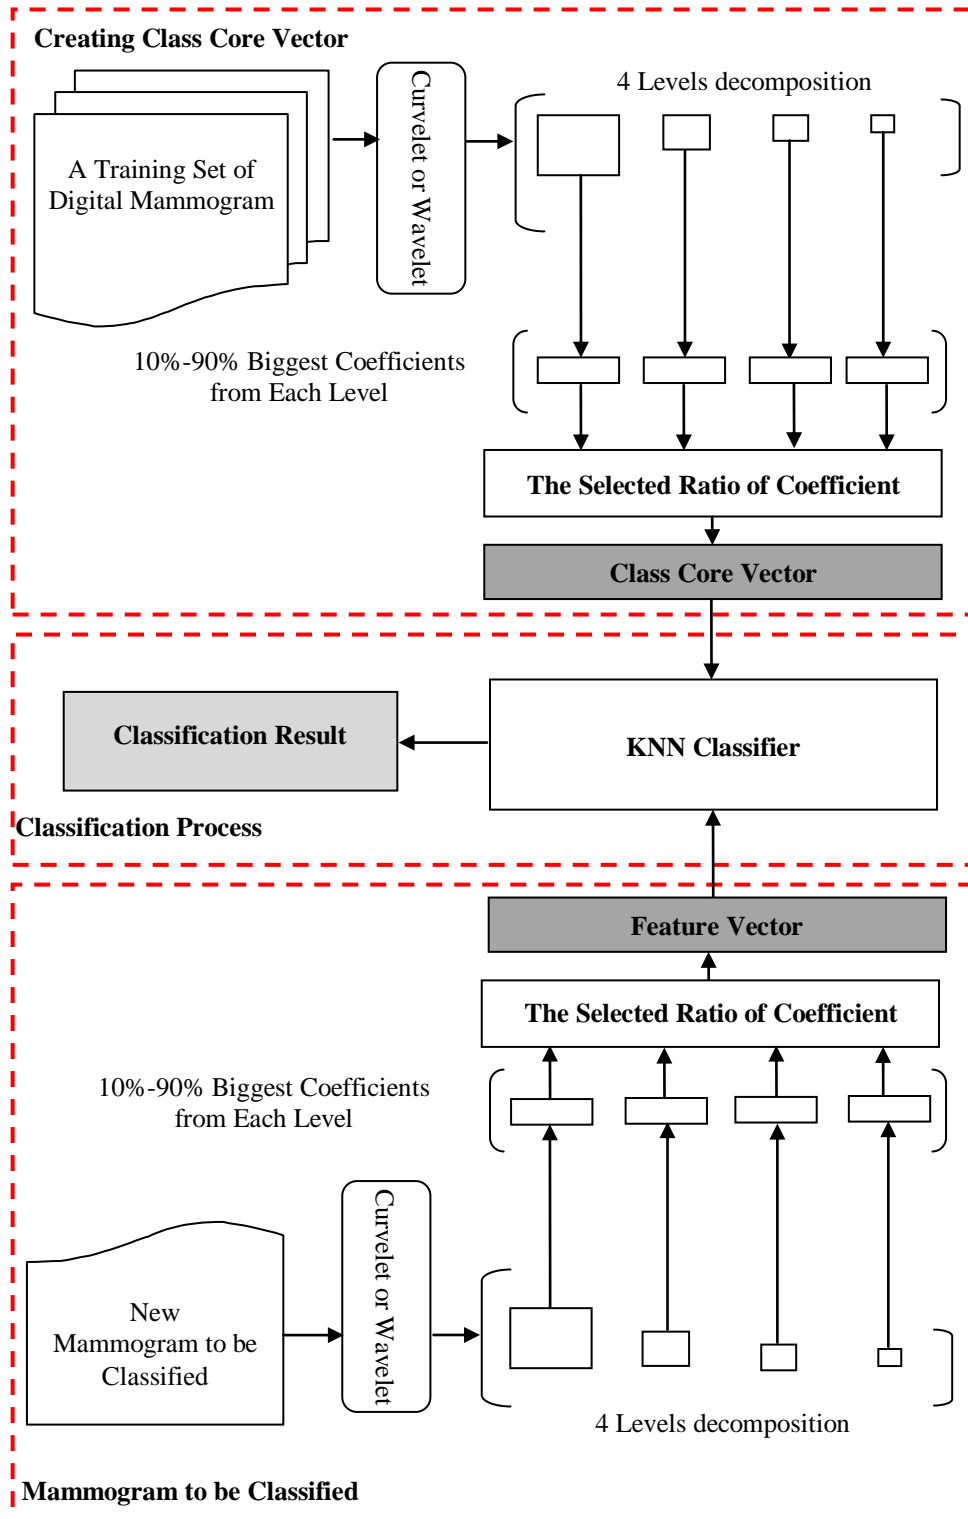 Creating Class Core Vector
4 Levels decomposition
Curvelet or Wavelet
A Training Set of
Digital Mammogram
10%-90% Biggest Coefficients
from Each Level
The Selected Ratio of Coefficient
Class Core Vector
Classification Result
KNN Classifier
Classification Process
Feature Vector
The Selected Ratio of Coefficient
10%-90% Biggest Coefficients
from Each Level
Curvelet or Wavelet
New
Mammogram to be
Classified
4 Levels decomposition
Mammogram to be Classified